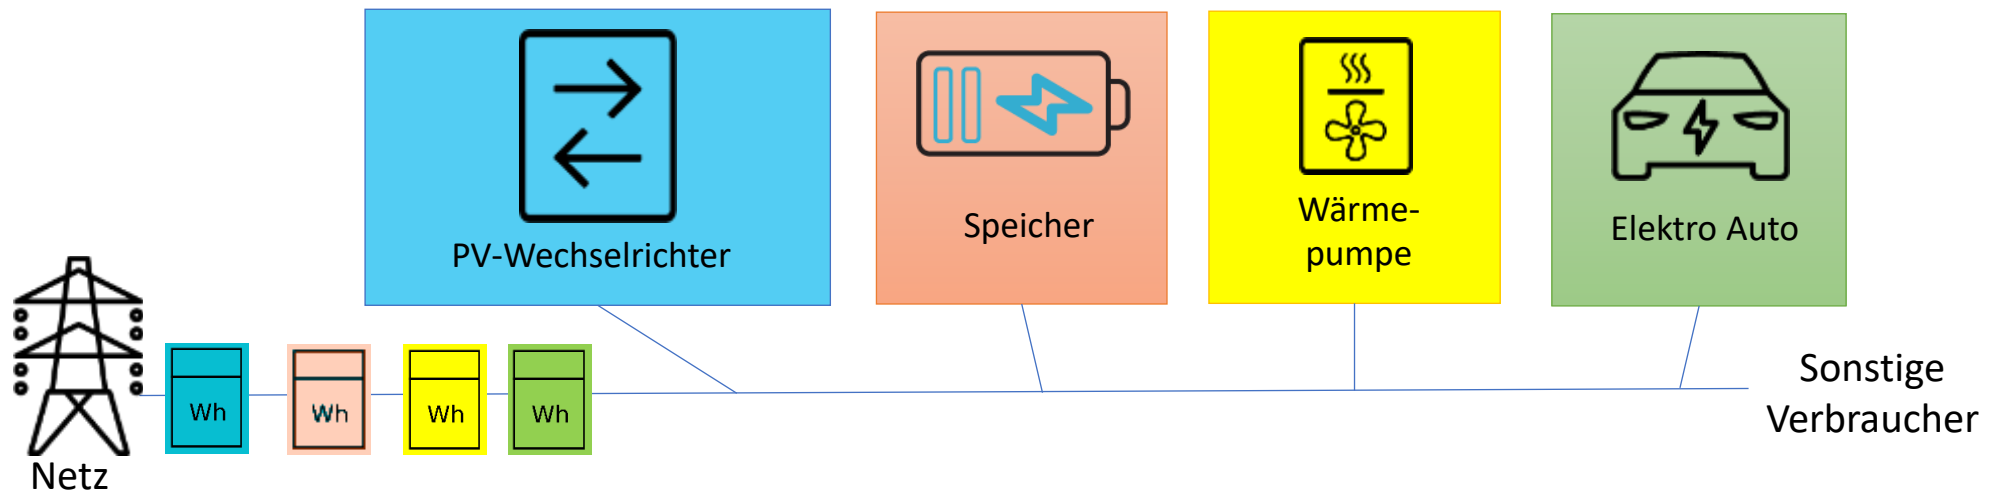 PV-Wechselrichter
Speicher
Wärme-
pumpe
Elektro Auto
Netz
Wh
Wh
Wh
Wh
Sonstige
Verbraucher